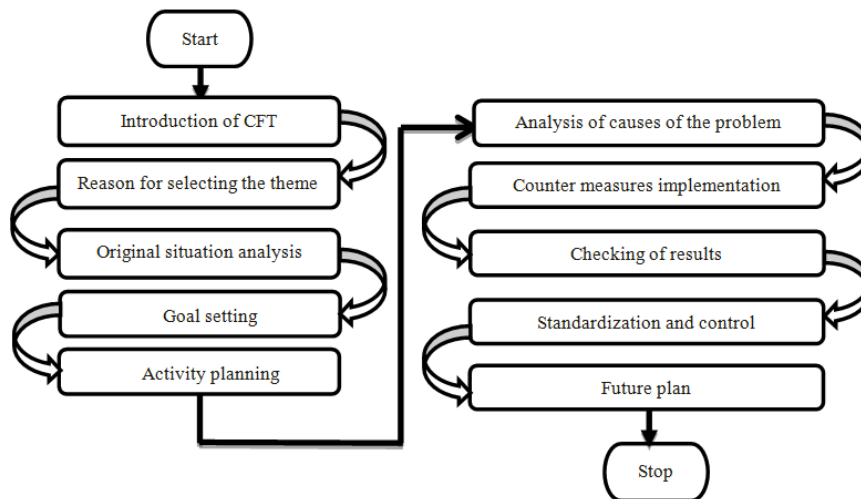 Start
Introduction of CFT
Reason for selecting the theme
Original situation analysis
Goal setting
Activity planning
Analysis of causes of the problem
Counter measures implementation
Checking of results
Standardization and control
Future plan
Stop